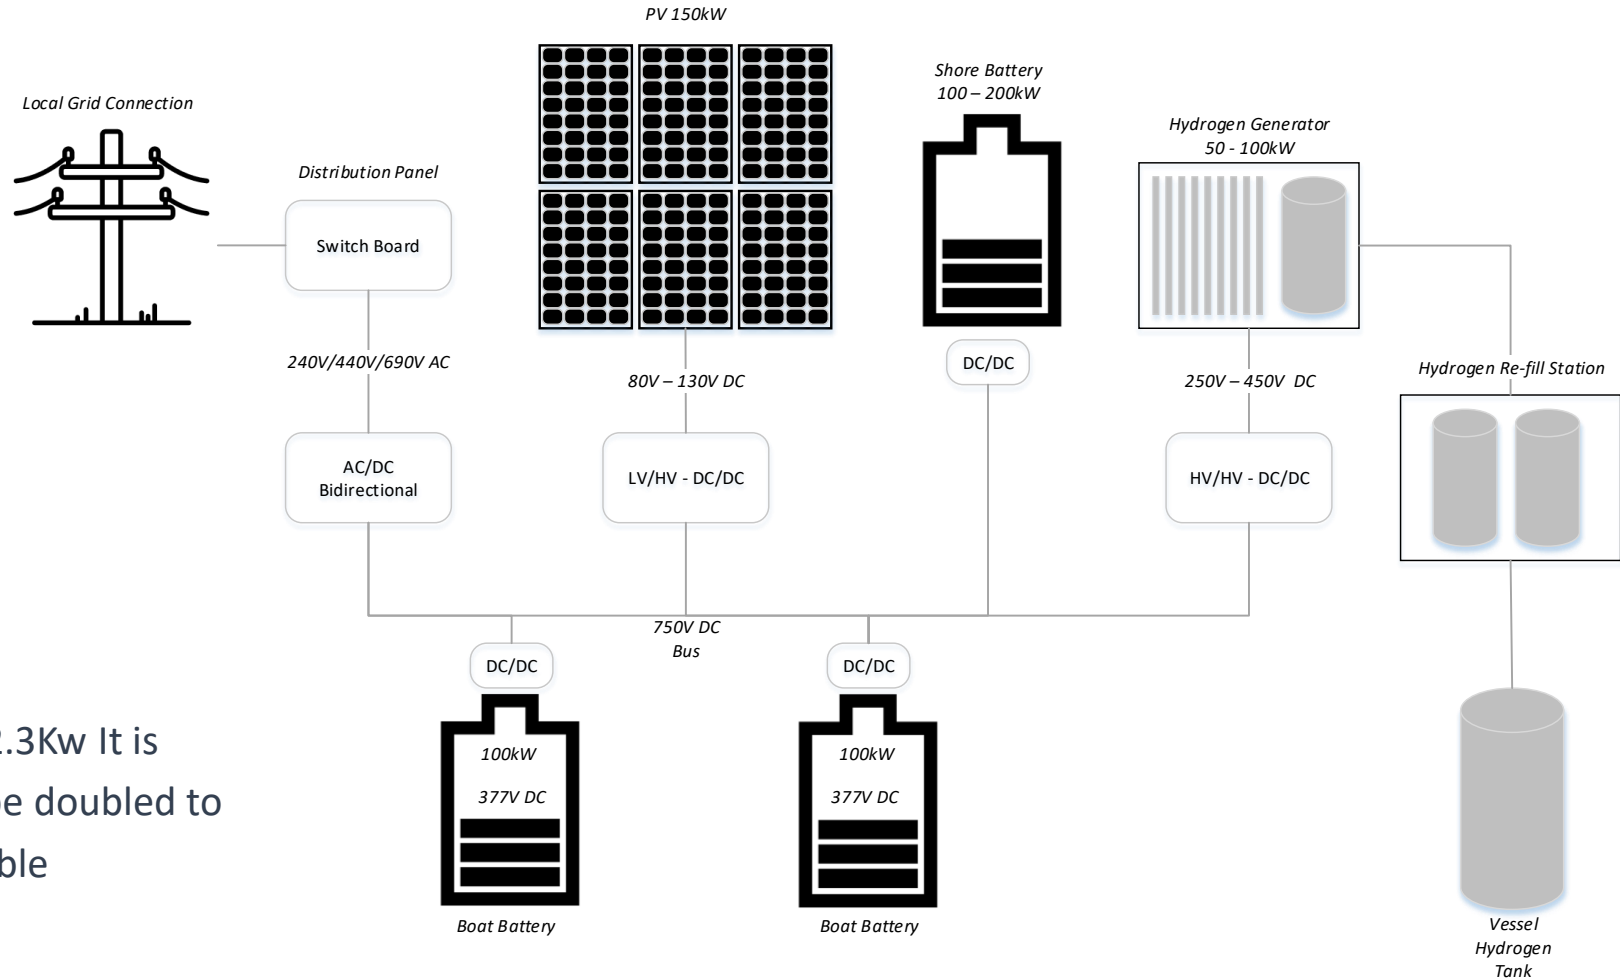 PV 150kW
Local Grid Connection
Distribution Panel
Switch Board
Shore Battery
100 – 200kW
Hydrogen Generator
50 - 100kW
240V/440V/690V AC
80V – 130V DC
DC/DC
250V – 450V DC
Hydrogen Re-fill Station
AC/DC
Bidirectional
LV/HV - DC/DC
HV/HV - DC/DC
750V DC
Bus
DC/DC
DC/DC
2.3Kw It is
be doubled to
ble
100kW
377V DC
Boat Battery
100kW
377V DC
Boat Battery
Vessel
Hydrogen
Tank